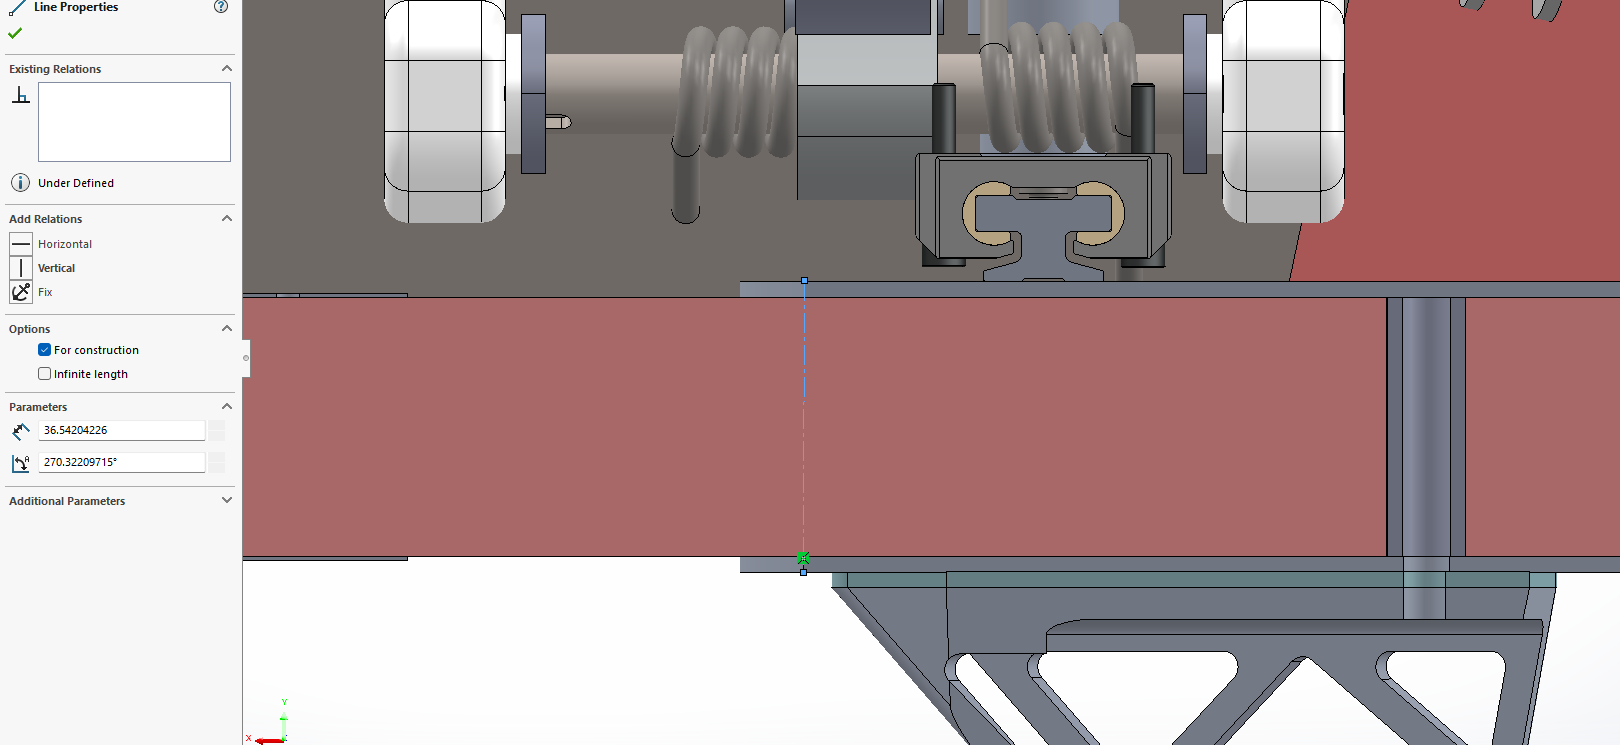 Line Properties
Existing Relations
Under Defined
Add Relations
Horizontal
Vertical
Fix
Options
For construction
Infinite length
Parameters
36.54204226
270.32209715°
Additional Parameters
Y
X